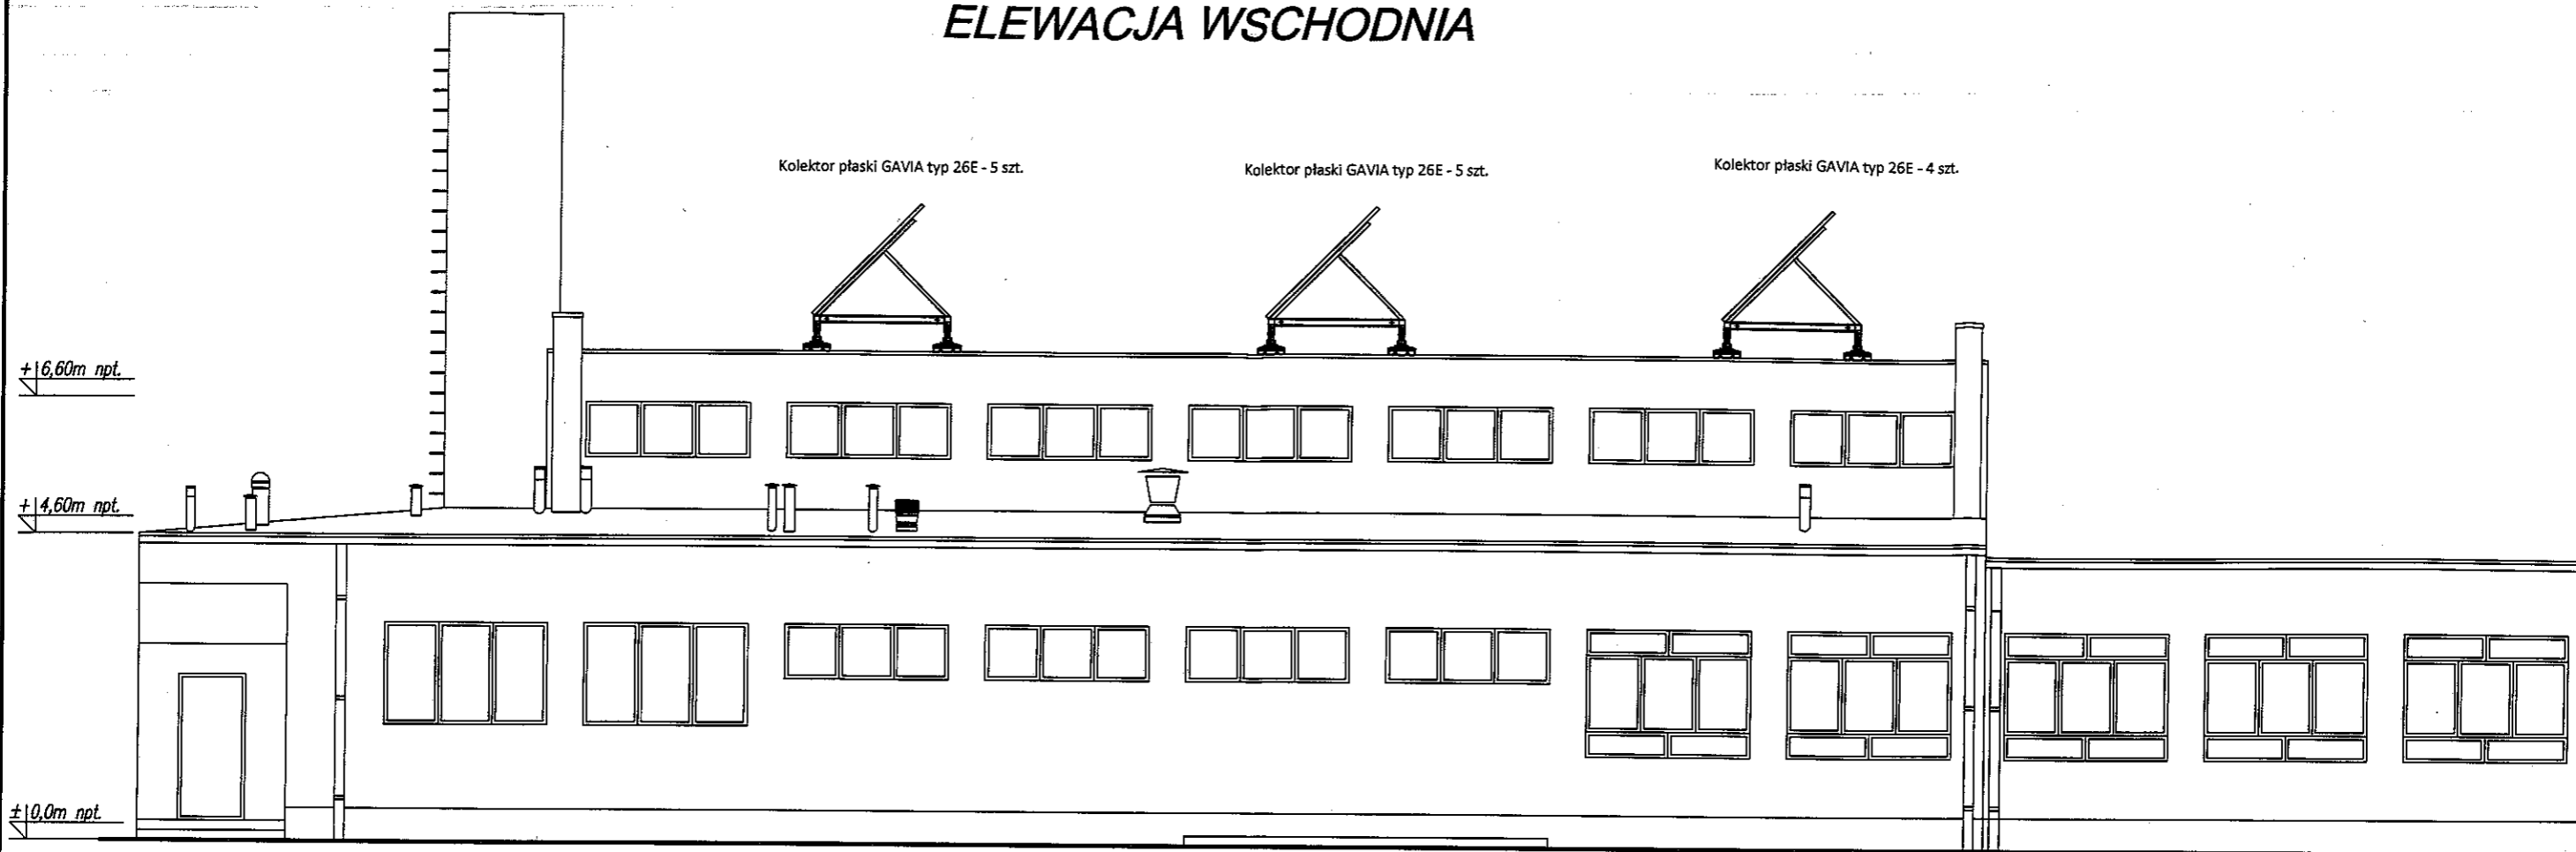 ELEWACJA WSCHODNIA
Kolektor płaski GAVIA typ 26E - 5 szt.
Kolektor płaski GAVIA typ 26E - 5 szt.
Kolektor płaski GAVIA typ 26E - 4 szt.
+6,60m npt.
+4,60m npt.
±0,0m npt.